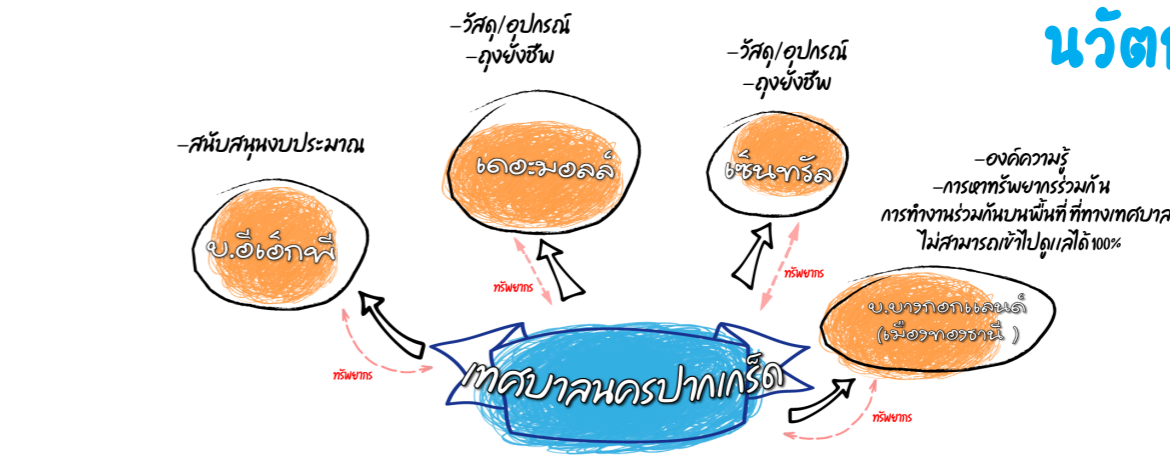 นวัต
–วัสดุ/อุปกรณ์
–ถุงยังชีพ
–วัสดุ/อุปกรณ์
–ถุงยังชีพ
–สนับสนุนงบประมาณ
–องค์ความรู้
–การหาทรัพยากรร่วมกัน
การทำงานร่วมกันบนพื้นที่ ที่ทางเทศบาล
ไม่สามารถเข้าไปดูแลได้ 100%
เดอะมอลล์
เซ็นทรัล
บ.อีเอ็กพี
บ.บางกอกแลนด์
(เมืองทองธานี )
ทรัพยากร
ทรัพยากร
ทรัพยากร
ทรัพยากร
เทศบาลนครปากเกร็ด